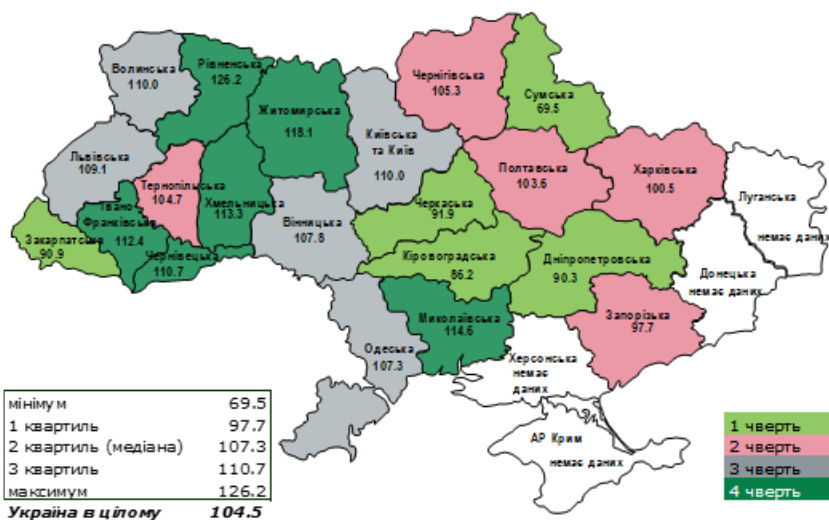 Волинська
110.0
Рівненська
126.2
Житомирська
118.1
Київська
та Київ
110.0
Чернігівська
105.3
Сумська
69.5
Львівська
109.1
Тернопільська
104.7
Хмельницька
113.3
Вінницька
107.8
Черкаська
91.9
Полтавська
103.6
Харківська
100.5
Луганська
немає даних
Закарпатська
90.9
Івано
Франківська
112.4
Чернівецька
110.7
Кіровоградська
86.2
Дніпропетровська
90.3
Донецька
немає даних
Одеська
107.3
Миколаївська
114.6
Запорізька
97.7
Херсонська
немає
даних
АР Крим
немає даних
мінімум 69.5
1 квартиль 97.7
2 квартиль (медіана) 107.3
3 квартиль 110.7
максимум 126.2
Україна в цілому 104.5
1 чверть
2 чверть
3 чверть
4 чверть